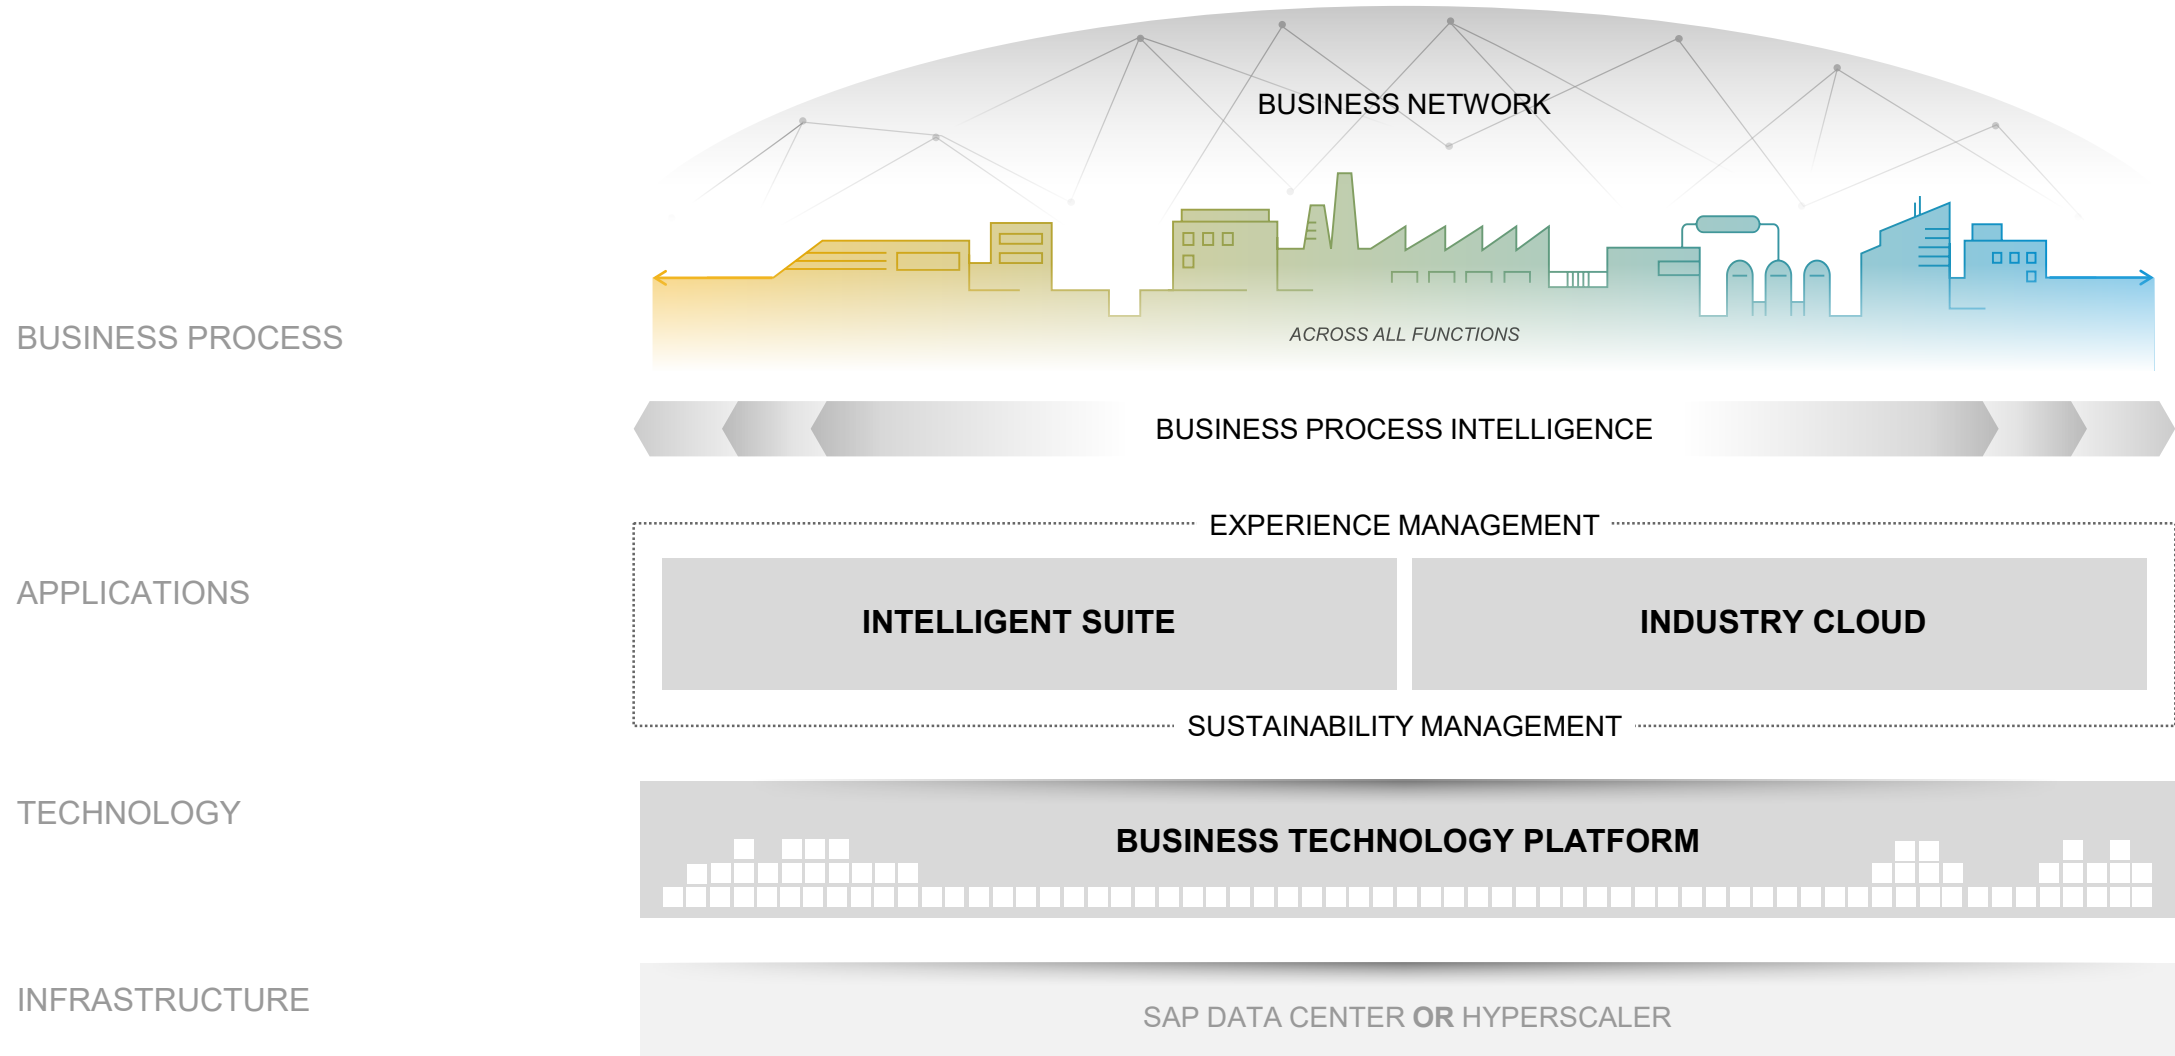 BUSINESS NETWORK
ACROSS ALL FUNCTIONS
BUSINESS PROCESS
BUSINESS PROCESS INTELLIGENCE
EXPERIENCE MANAGEMENT
APPLICATIONS
INTELLIGENT SUITE
INDUSTRY CLOUD
SUSTAINABILITY MANAGEMENT
TECHNOLOGY
BUSINESS TECHNOLOGY PLATFORM
INFRASTRUCTURE
SAP DATA CENTER OR HYPERSCALER